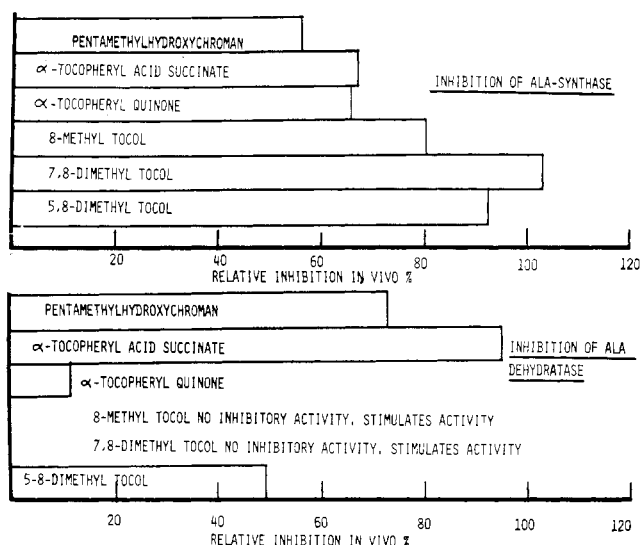 PENTAMETHYLHYDROXYCHROMAN
α-TOCOPHERYL ACID SUCCINATE
INHIBITION OF ALA-SYNTHASE
α-TOCOPHERYL QUINONE
8-METHYL TOCOL
7,8-DIMETHYL TOCOL
5,8-DIMETHYL TOCOL
20 40 60 80 100 120
RELATIVE INHIBITION IN VIVO %
PENTAMETHYLHYDROXYCHROMAN
α-TOCOPHERYL ACID SUCCINATE
INHIBITION OF ALA
DEHYDRATASE
α-TOCOPHERYL QUINONE
8-METHYL TOCOL NO INHIBITORY ACTIVITY, STIMULATES ACTIVITY
7,8-DIMETHYL TOCOL NO INHIBITORY ACTIVITY, STIMULATES ACTIVITY
5-8-DIMETHYL TOCOL
20 40 60 80 100 120
RELATIVE INHIBITION IN VIVO %